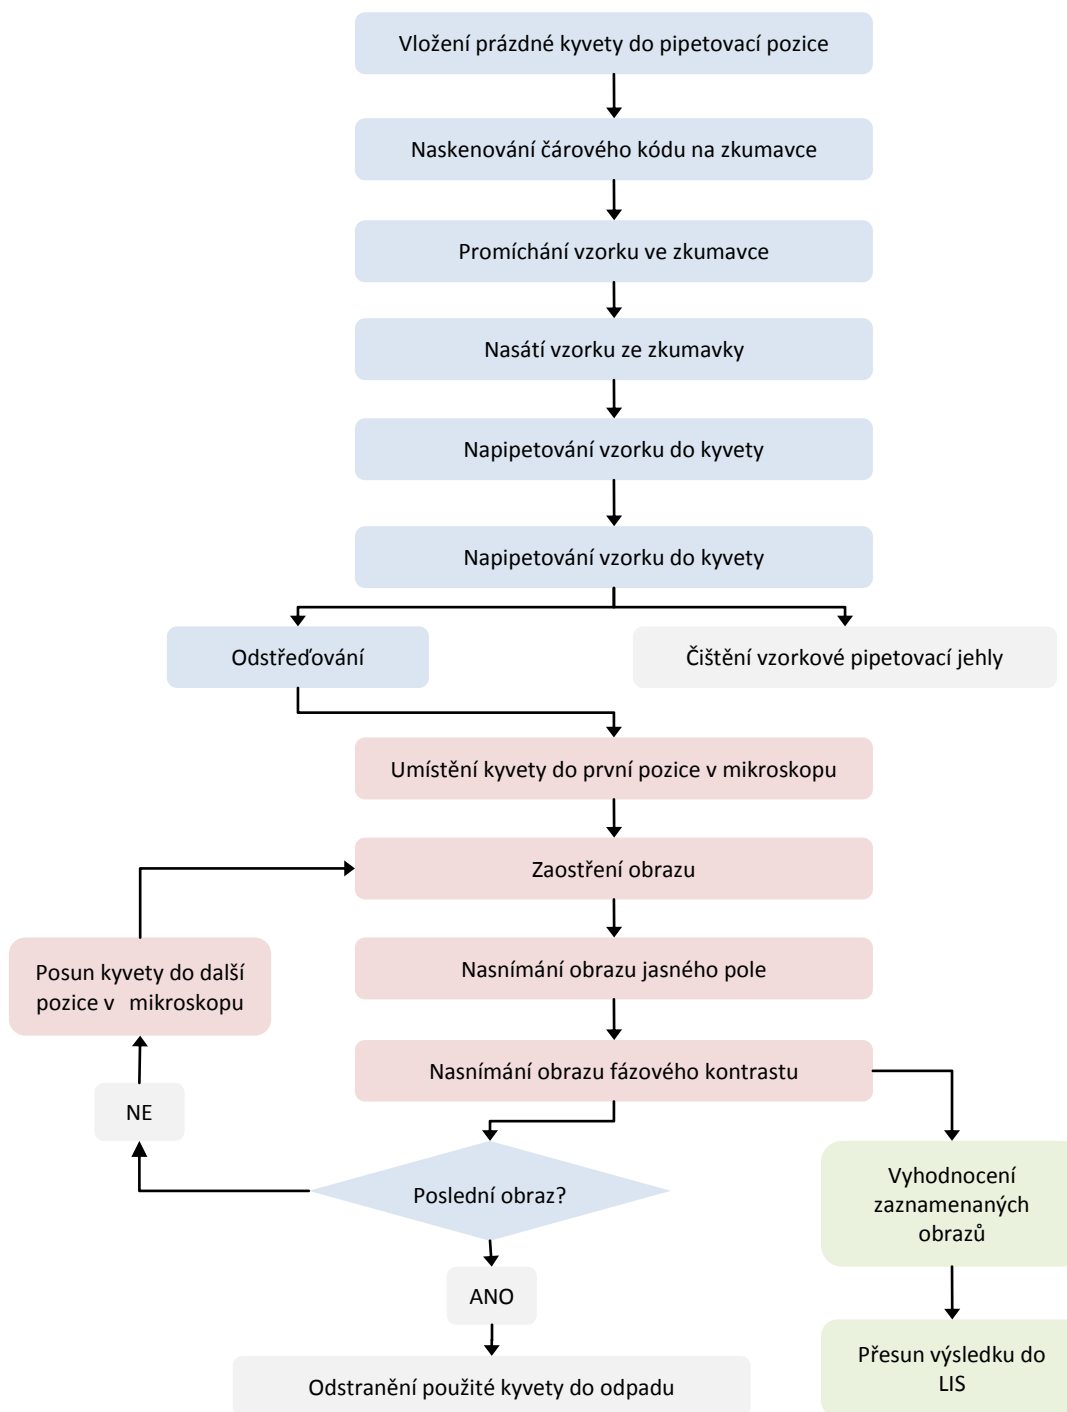 Vložení prázdné kyvety do pipetovací pozice
Naskenování čárového kódu na zkumavce
Promíchání vzorku ve zkumavce
Nasátí vzorku ze zkumavky
Napipetování vzorku do kyvety
Napipetování vzorku do kyvety
Odstřeďování
Čištění vzorkové pipetovací jehly
Umístění kyvety do první pozice v mikroskopu
Zaostření obrazu
Posun kyvety do další
pozice v mikroskopu
Nasnímání obrazu jasného pole
Nasnímání obrazu fázového kontrastu
NE
Poslední obraz?
Vyhodnocení
zaznamenaných
obrazů
ANO
Přesun výsledku do
LIS
Odstranění použité kyvety do odpadu